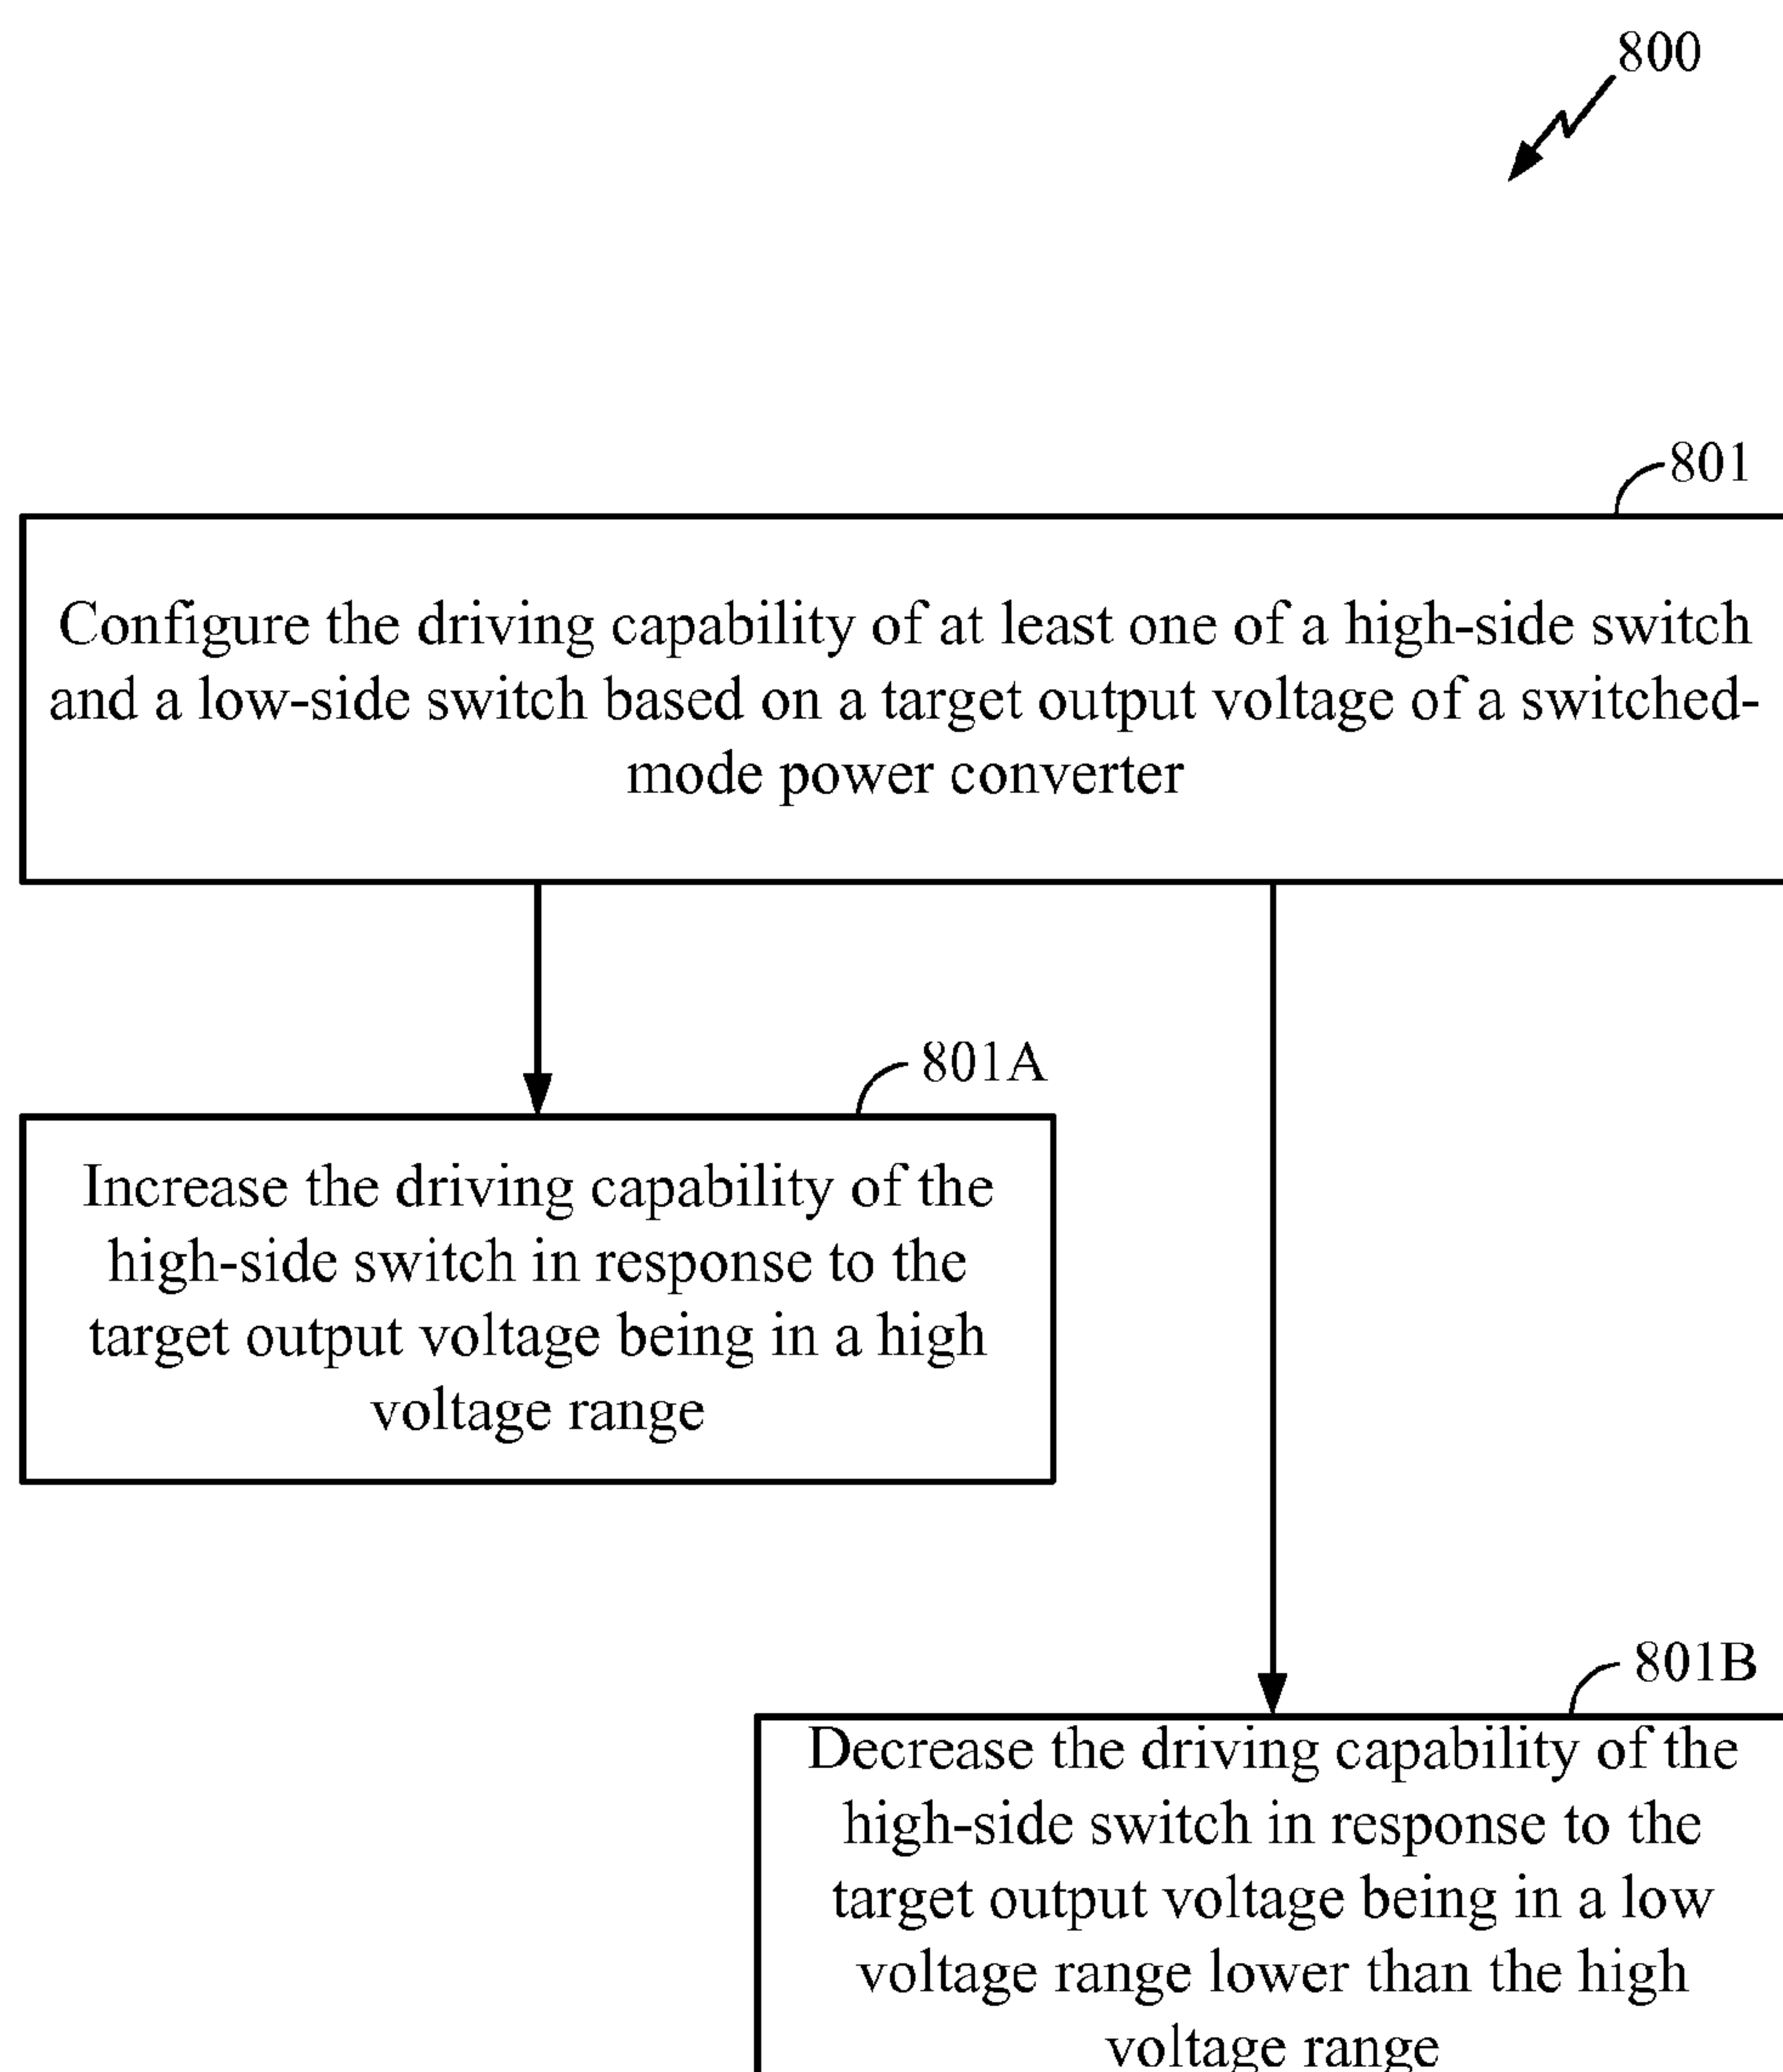 800
801
Configure the driving capability of at least one of a high-side switch
and a low-side switch based on a target output voltage of a switched-
mode power converter
801A
Increase the driving capability of the
high-side switch in response to the
target output voltage being in a high
voltage range
801B
Decrease the driving capability of the
high-side switch in response to the
target output voltage being in a low
voltage range lower than the high
voltage range